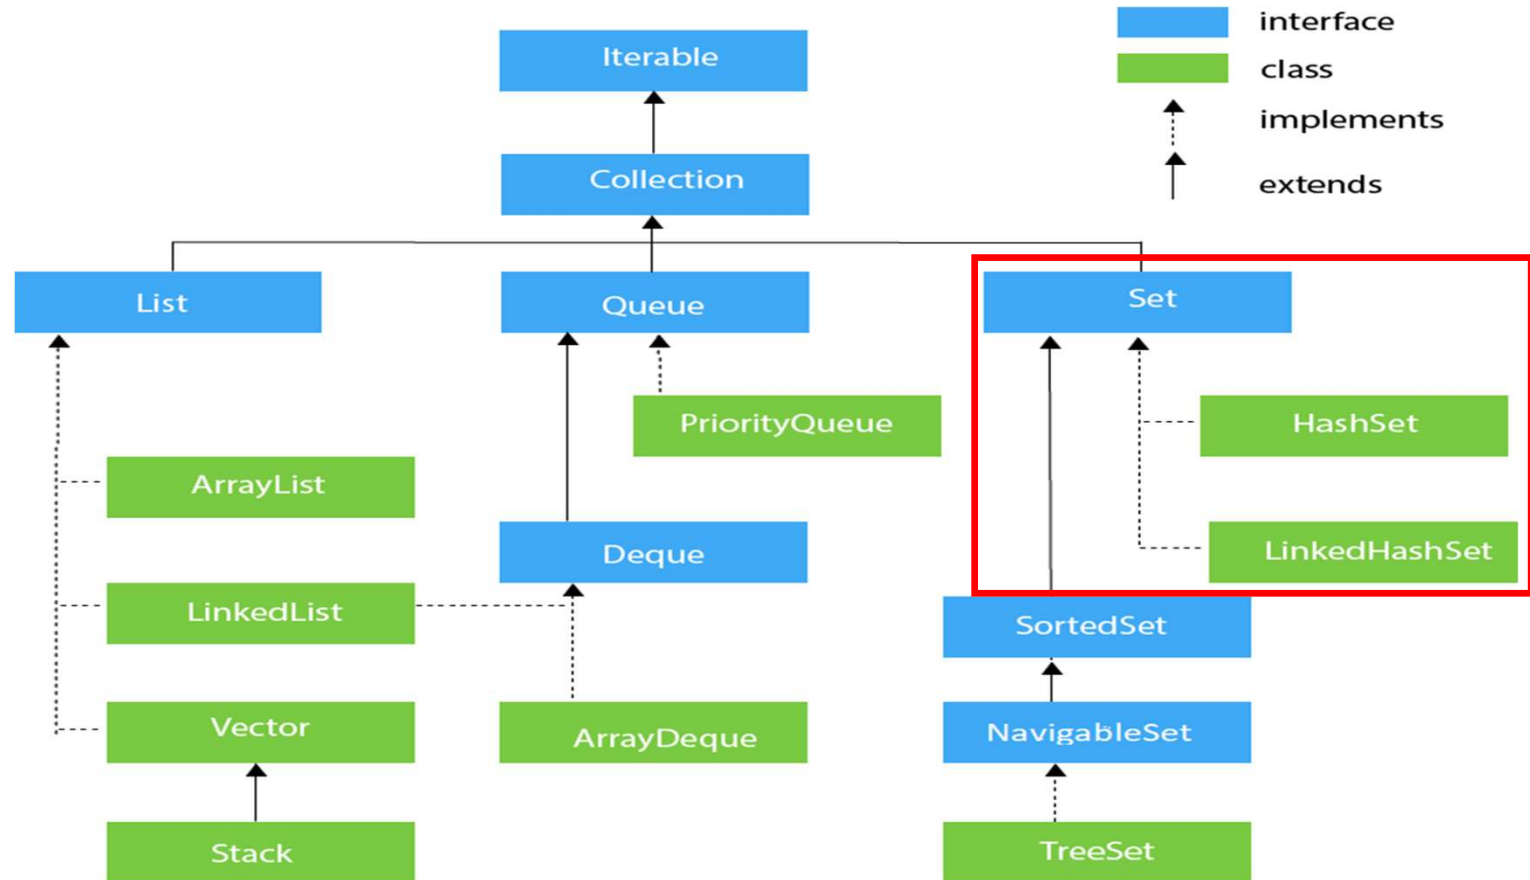 interface
Iterable
class
implements
Collection
extends
List
Queue
Set
PriorityQueue
HashSet
ArrayList
Deque
LinkedHashSet
LinkedList
SortedSet
Vector
ArrayDeque
NavigableSet
Stack
TreeSet